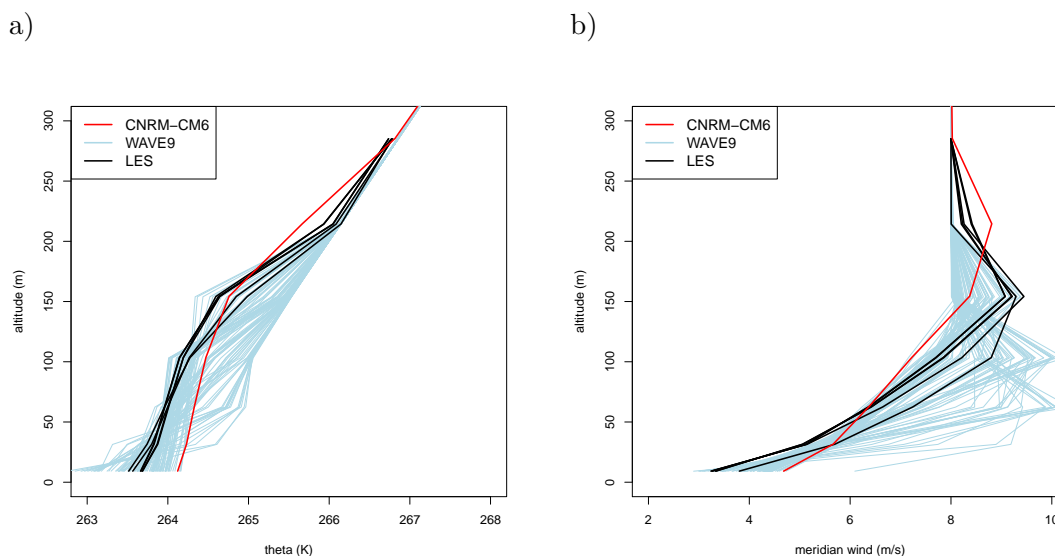 a)
b)
CNRM−CM6
WAVE9
LES
altitude (m)
0 50 100 150 200 250 300
263 264 265 266 267 268
theta (K)
CNRM−CM6
WAVE9
LES
altitude (m)
0 50 100 150 200 250 300
2 4 6 8 10
meridian wind (m/s)